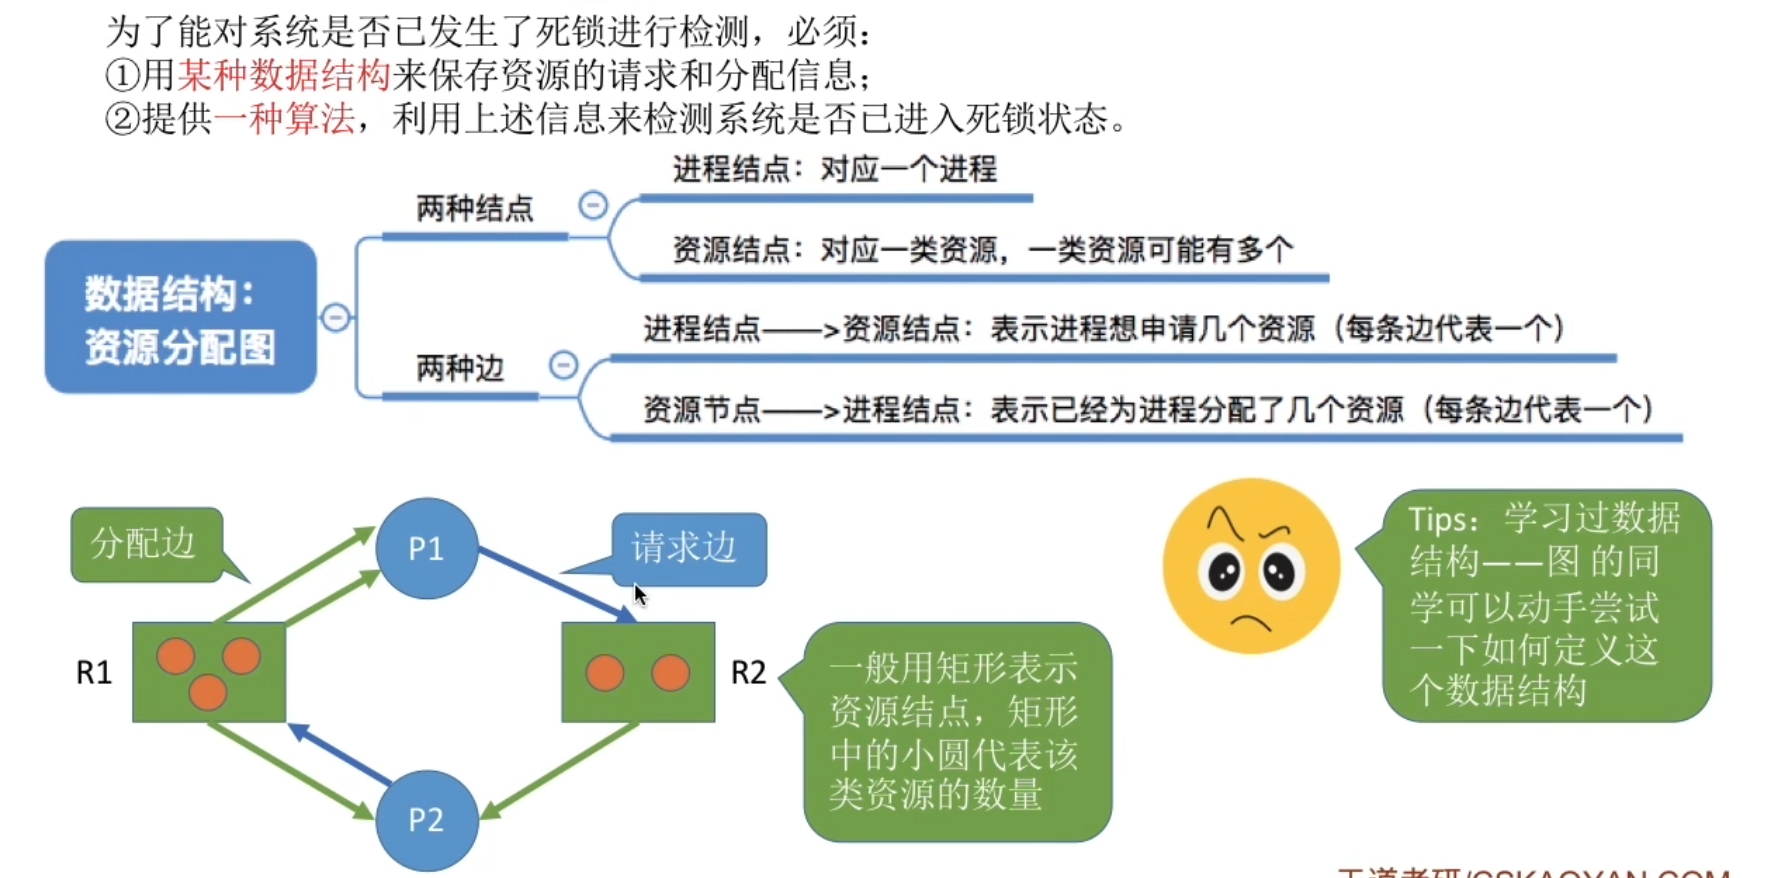 为了能对系统是否已发生了死锁进行检测，必须：
①用某种数据结构来保存资源的请求和分配信息；
②提供一种算法，利用上述信息来检测系统是否已进入死锁状态。
进程结点：对应一个进程
两种结点
资源结点：对应一类资源，一类资源可能有多个
数据结构：
资源分配图
进程结点——>资源结点：表示进程想申请几个资源（每条边代表一个）
两种边
资源节点——>进程结点：表示已经为进程分配了几个资源（每条边代表一个）
分配边
P1
请求边
R1
R2
P2
一般用矩形表示
资源结点，矩形
中的小圆代表该
类资源的数量
Tips：学习过数据
结构——图 的同
学可以动手尝试
一下如何定义这
个数据结构
王道考研/CSKAOYAN.COM